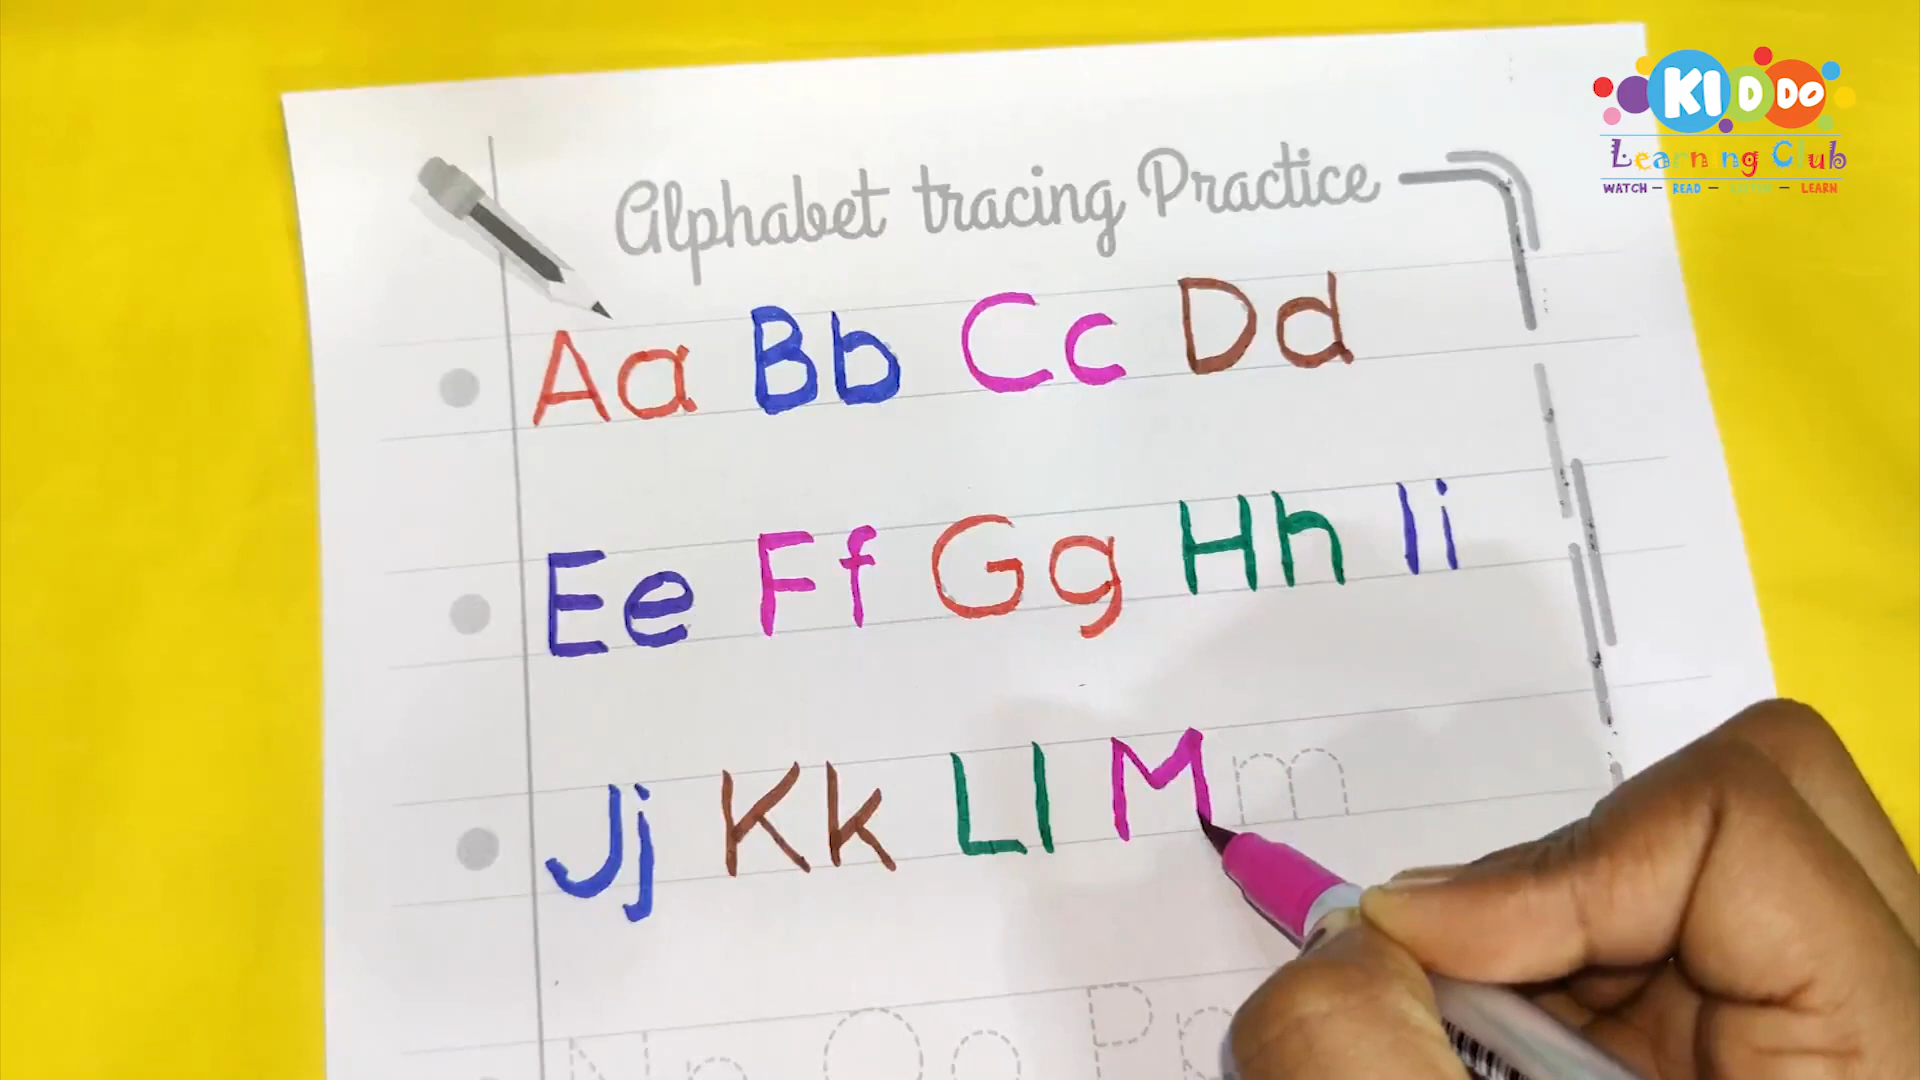 KIDDO
Learning Club
WATCH – READ – LISTEN – LEARN
Alphabet tracing Practice
Aa Bb Cc Dd
Ee Ff Gg Hh Ii
Jj Kk Ll Mm
Nn Oo Pp